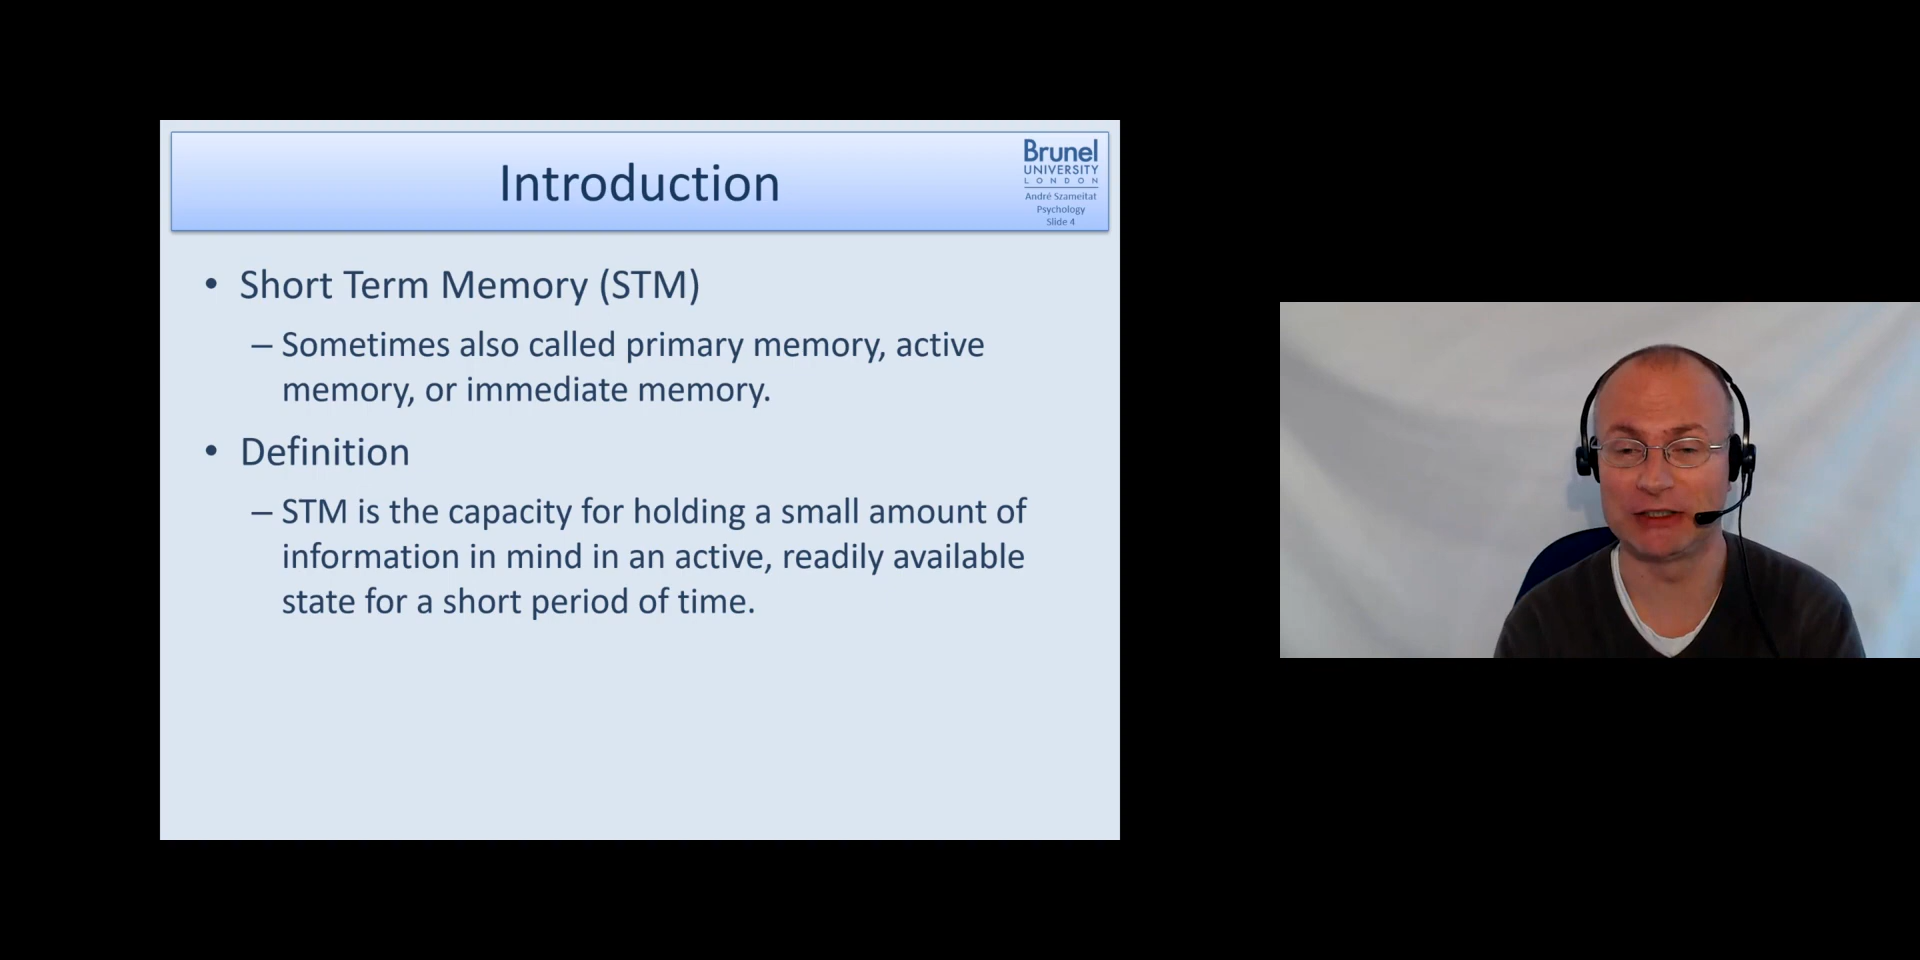 Introduction
Brunel
UNIVERSITY
LONDON
André Szameitat
Psychology
Slide 4
• Short Term Memory (STM)
– Sometimes also called primary memory, active
memory, or immediate memory.
• Definition
– STM is the capacity for holding a small amount of
information in mind in an active, readily available
state for a short period of time.